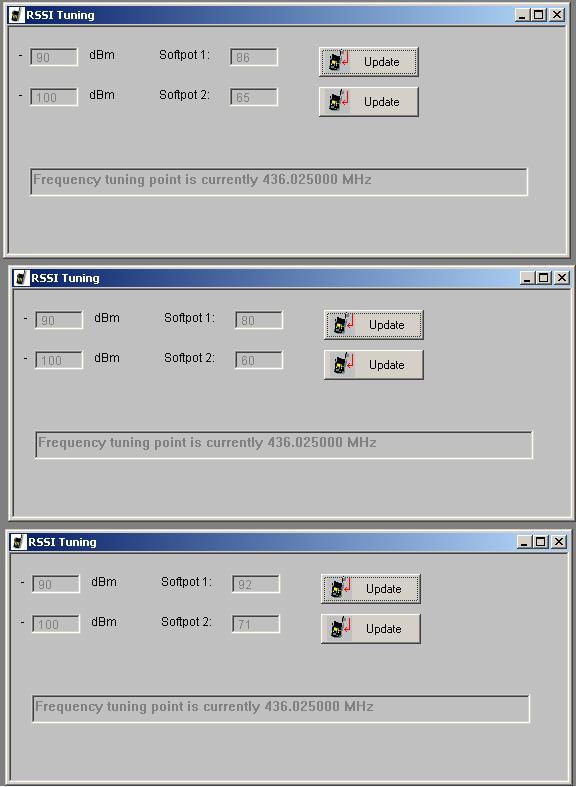 RSSI Tuning
- 90 dBm Softpot 1: 86 Update
- 100 dBm Softpot 2: 65 Update
Frequency tuning point is currently 436.025000 MHz
RSSI Tuning
- 90 dBm Softpot 1: 80 Update
- 100 dBm Softpot 2: 60 Update
Frequency tuning point is currently 436.025000 MHz
RSSI Tuning
- 90 dBm Softpot 1: 92 Update
- 100 dBm Softpot 2: 71 Update
Frequency tuning point is currently 436.025000 MHz